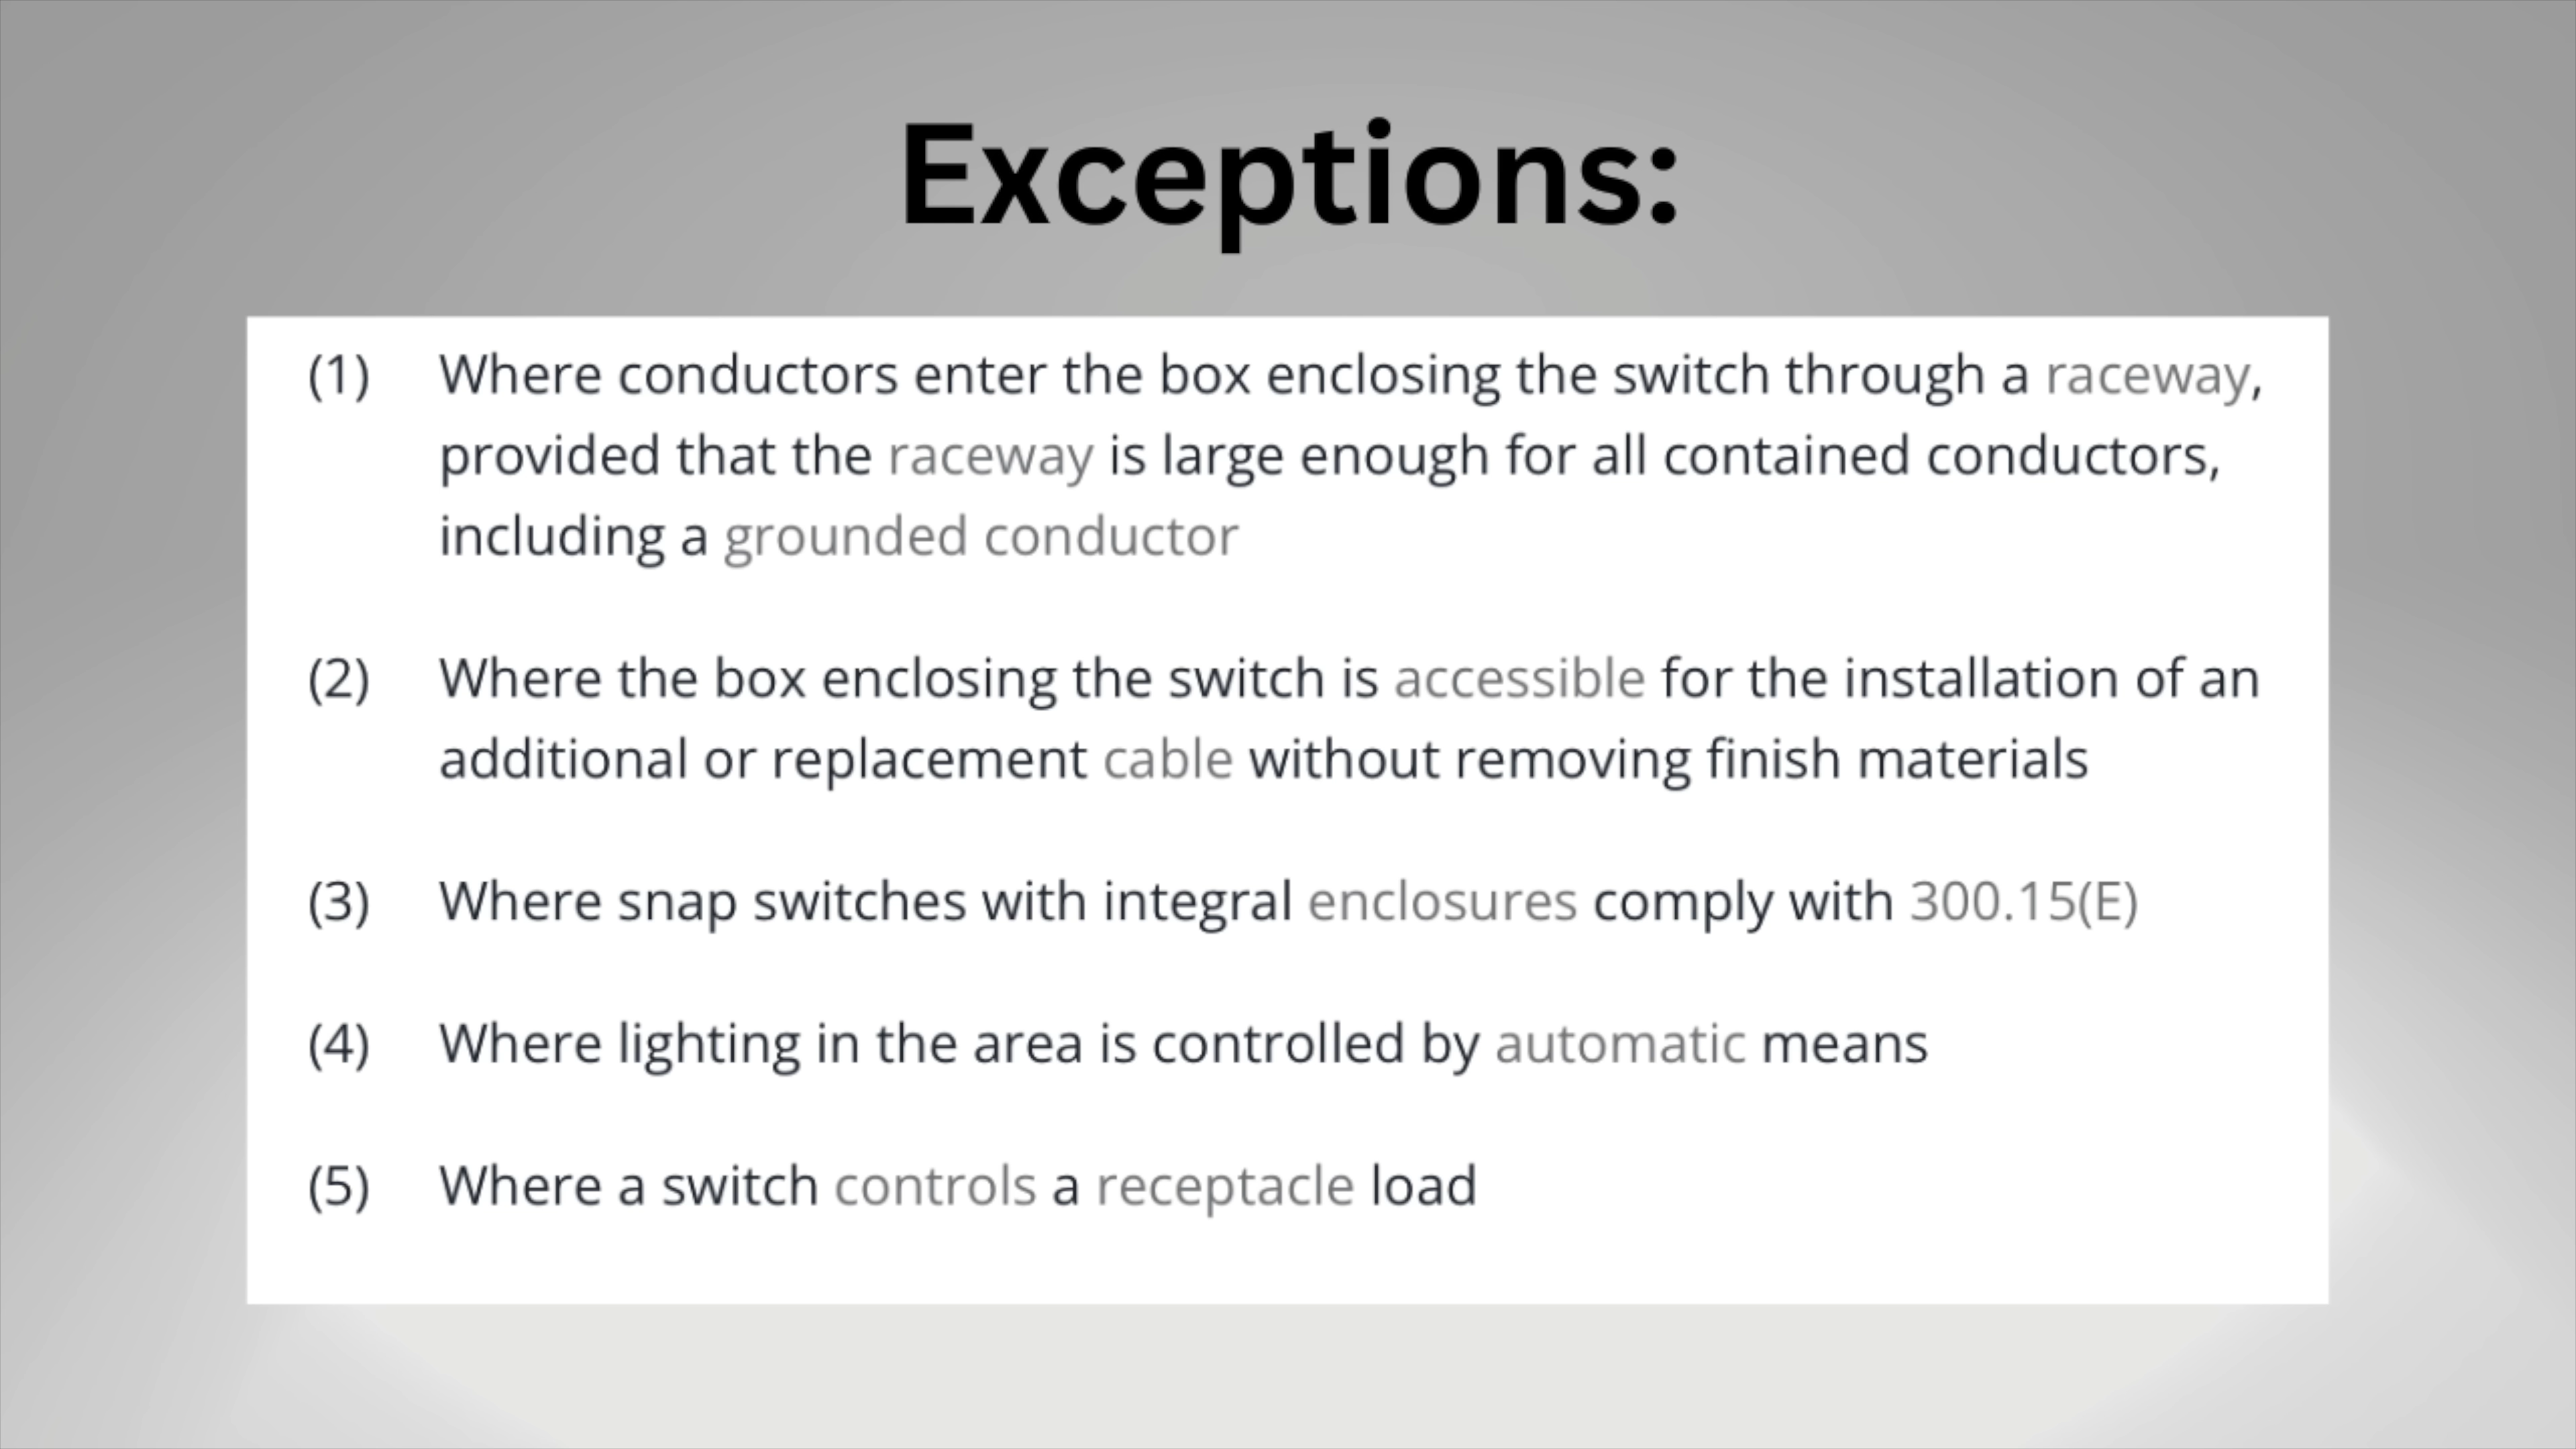 Exceptions:
(1) Where conductors enter the box enclosing the switch through a raceway,
provided that the raceway is large enough for all contained conductors,
including a grounded conductor
(2) Where the box enclosing the switch is accessible for the installation of an
additional or replacement cable without removing finish materials
(3) Where snap switches with integral enclosures comply with 300.15(E)
(4) Where lighting in the area is controlled by automatic means
(5) Where a switch controls a receptacle load